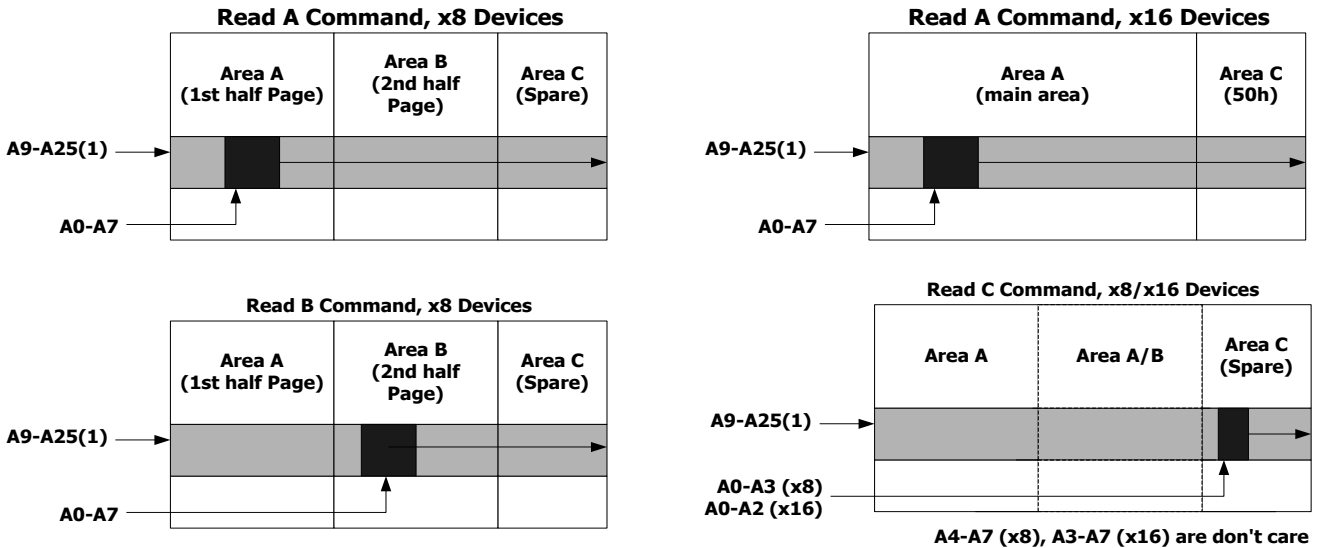 Read A Command, x8 Devices
Area A
(1st half Page)
Area B
(2nd half
Page)
Area C
(Spare)
A9-A25(1)
A0-A7
Read A Command, x16 Devices
Area A
(main area)
Area C
(50h)
A9-A25(1)
A0-A7
Read B Command, x8 Devices
Area A
(1st half Page)
Area B
(2nd half
Page)
Area C
(Spare)
A9-A25(1)
A0-A7
Read C Command, x8/x16 Devices
Area A
Area A/B
Area C
(Spare)
A9-A25(1)
A0-A3 (x8)
A0-A2 (x16)
A4-A7 (x8), A3-A7 (x16) are don't care